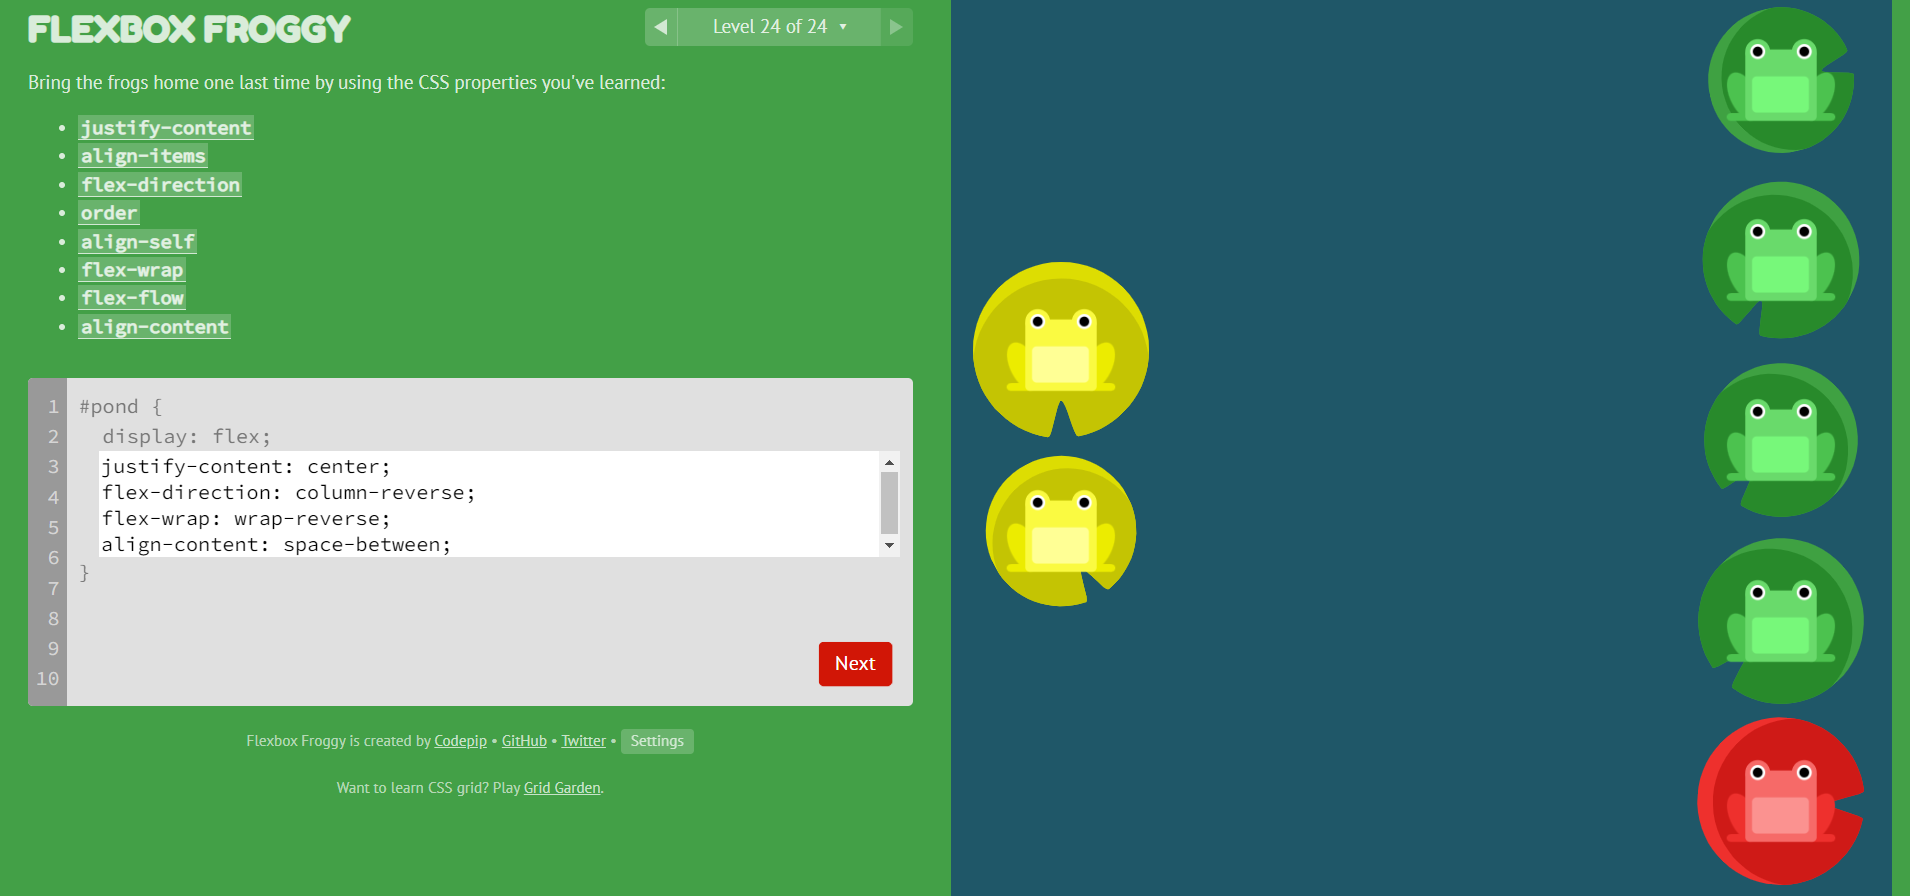 FLEXBOX FROGGY
◀ Level 24 of 24 ▼ ▶
Bring the frogs home one last time by using the CSS properties you've learned:
• justify-content
• align-items
• flex-direction
• order
• align-self
• flex-wrap
• flex-flow
• align-content
1 #pond {
2 display: flex;
3 justify-content: center;
4 flex-direction: column-reverse;
5 flex-wrap: wrap-reverse;
6 align-content: space-between;
7 }
8
9
10
Next
Flexbox Froggy is created by Codepip • GitHub • Twitter • Settings
Want to learn CSS grid? Play Grid Garden.